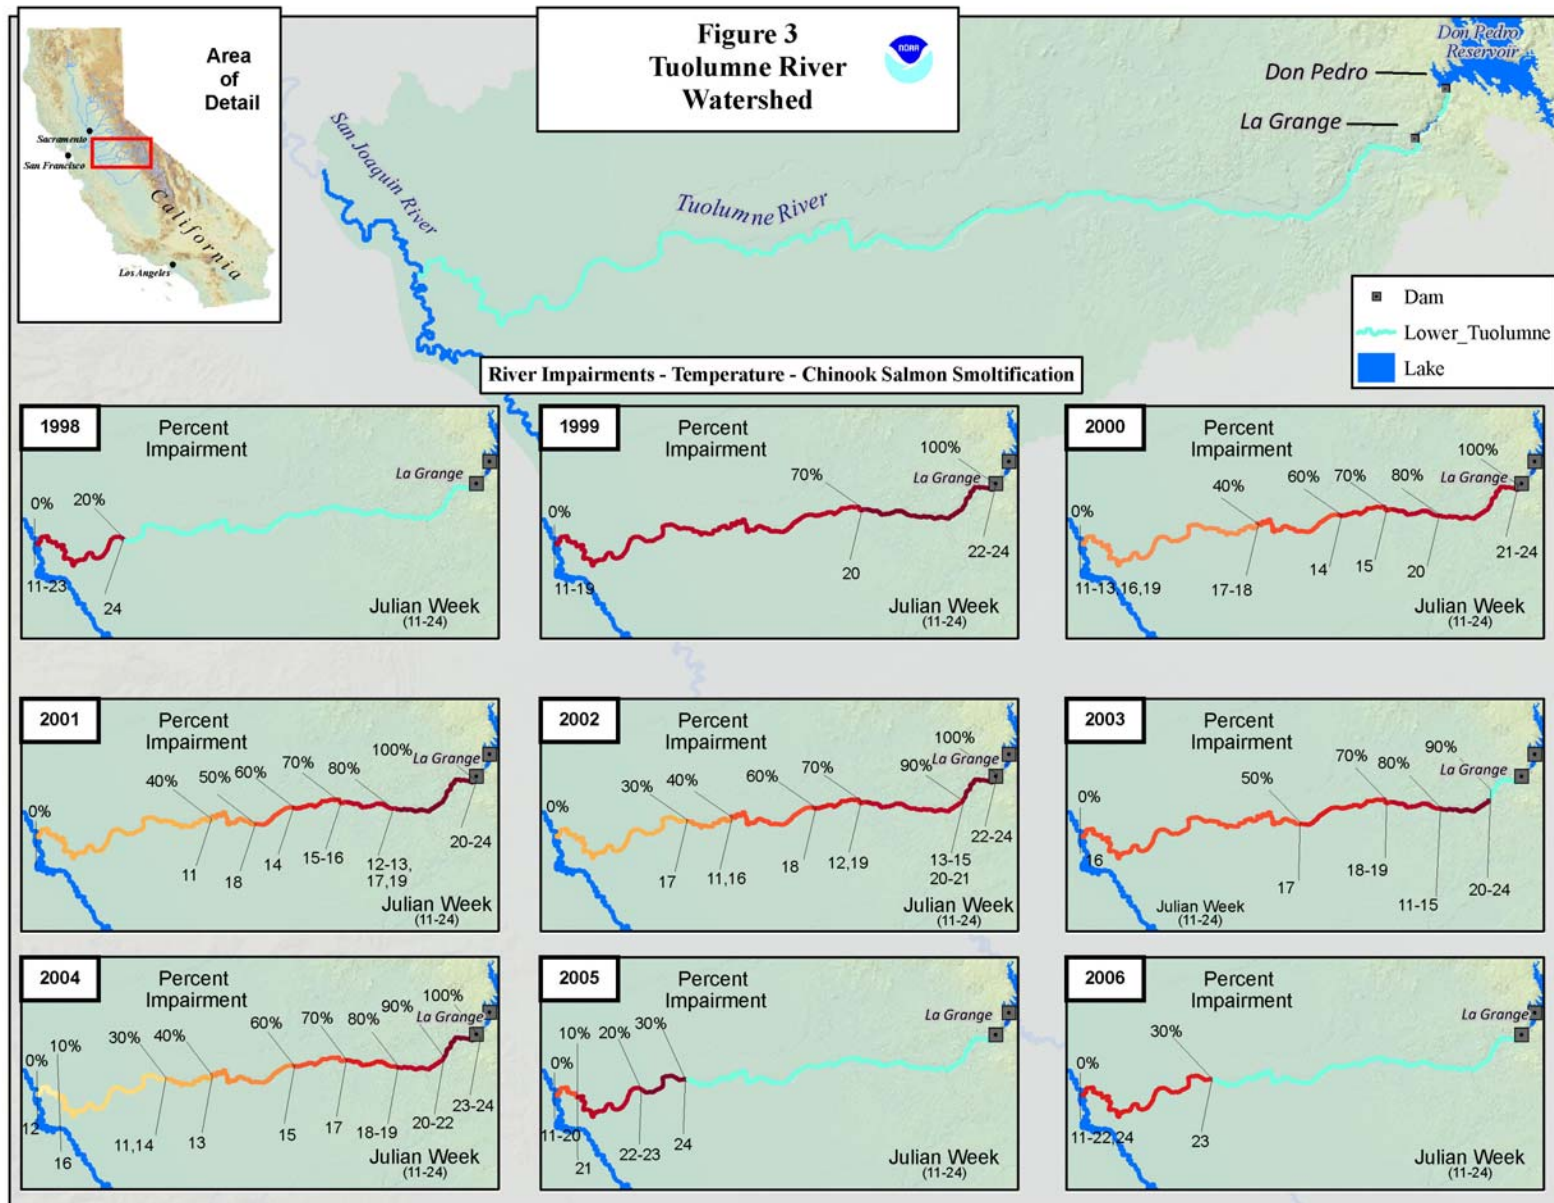 Figure 3
Tuolumne River
Watershed
NOAA
Area
of
Detail
Sacramento
San Francisco
California
Los Angeles
Don Pedro
Reservoir
Don Pedro
La Grange
San Joaquin River
Tuolumne River
Dam
Lower_Tuolumne
Lake
River Impairments - Temperature - Chinook Salmon Smoltification
1998
Percent
Impairment
La Grange
0%
20%
11-23
24
Julian Week
(11-24)
1999
Percent
Impairment
100%
70%
La Grange
0%
11-19
20
22-24
2000
Percent
Impairment
100%
La Grange
80%
70%
60%
40%
0%
11-13,16,19
17-18
14
15
20
21-24
Julian Week
(11-24)
2001
Percent
Impairment
100%
La Grange
40%
50%
60%
70%
80%
0%
11
18
14
15-16
12-13,
17,19
20-24
Julian Week
(11-24)
2002
Percent
Impairment
100%
La Grange
90%
30%
40%
60%
70%
0%
17
11,16
18
12,19
13-15
20-21
22-24
Julian Week
(11-24)
2003
Percent
Impairment
90%
La Grange
50%
70%
80%
0%
16
17
18-19
11-15
20-24
Julian Week
(11-24)
2004
Percent
Impairment
100%
La Grange
90%
0%
10%
30%
40%
60%
70%
80%
12
16
11,14
13
15
17
18-19
20-22
23-24
Julian Week
(11-24)
2005
Percent
Impairment
La Grange
0%
10%
20%
30%
11-20
21
22-23
24
Julian Week
(11-24)
2006
Percent
Impairment
La Grange
0%
30%
11-22,24
23
Julian Week
(11-24)